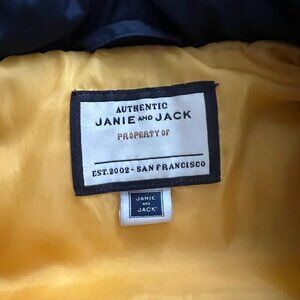 AUTHENTIC
JANIE AND JACK
PROPERTY OF
EST. 2002 - SAN FRANCISCO
JANIE
AND
JACK